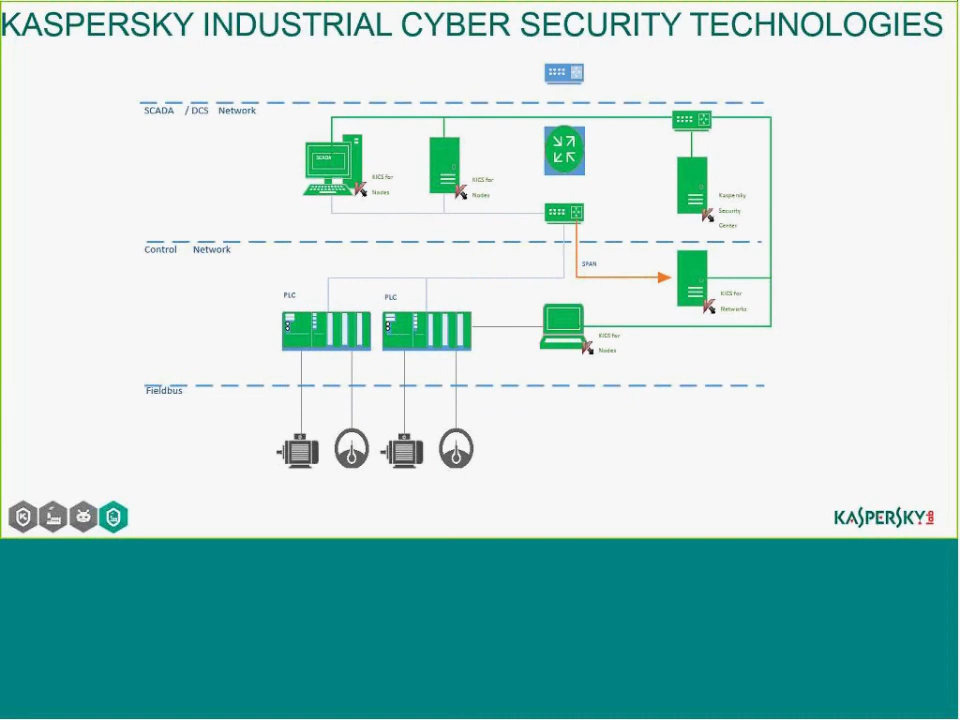 KASPERSKY INDUSTRIAL CYBER SECURITY TECHNOLOGIES
SCADA / DCS Network
SCADA
KICS for
Nodes
KICS for
Nodes
Kaspersky
Security
Center
Control Network
SPAN
PLC
PLC
KICS for
Networks
KICS for
Nodes
Fieldbus
KASPERSKY lab